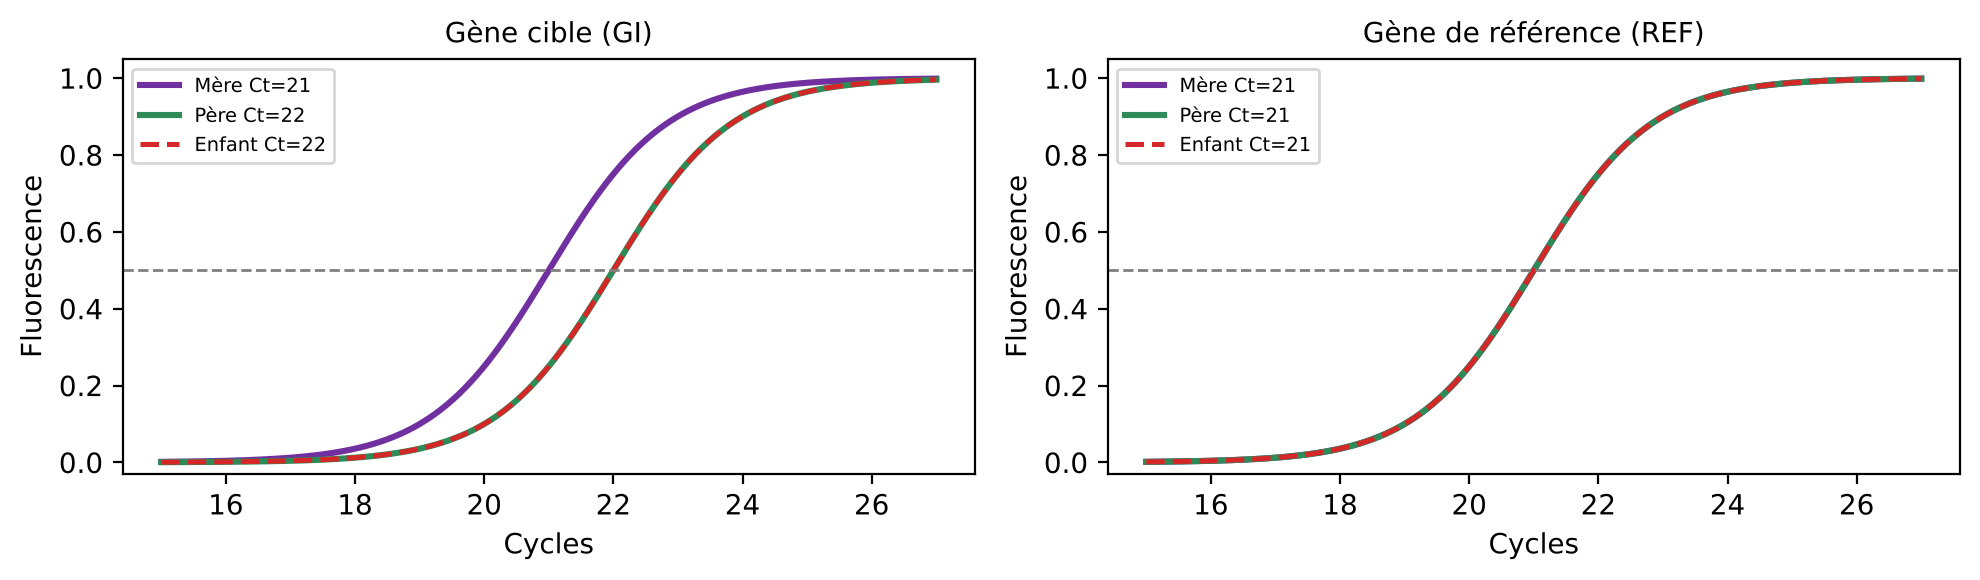 Gène cible (GI)
Mère Ct=21
Père Ct=22
Enfant Ct=22
1.0
0.8
0.6
0.4
0.2
0.0
Fluorescence
16 18 20 22 24 26
Cycles
Gène de référence (REF)
Mère Ct=21
Père Ct=21
Enfant Ct=21
1.0
0.8
0.6
0.4
0.2
0.0
Fluorescence
16 18 20 22 24 26
Cycles